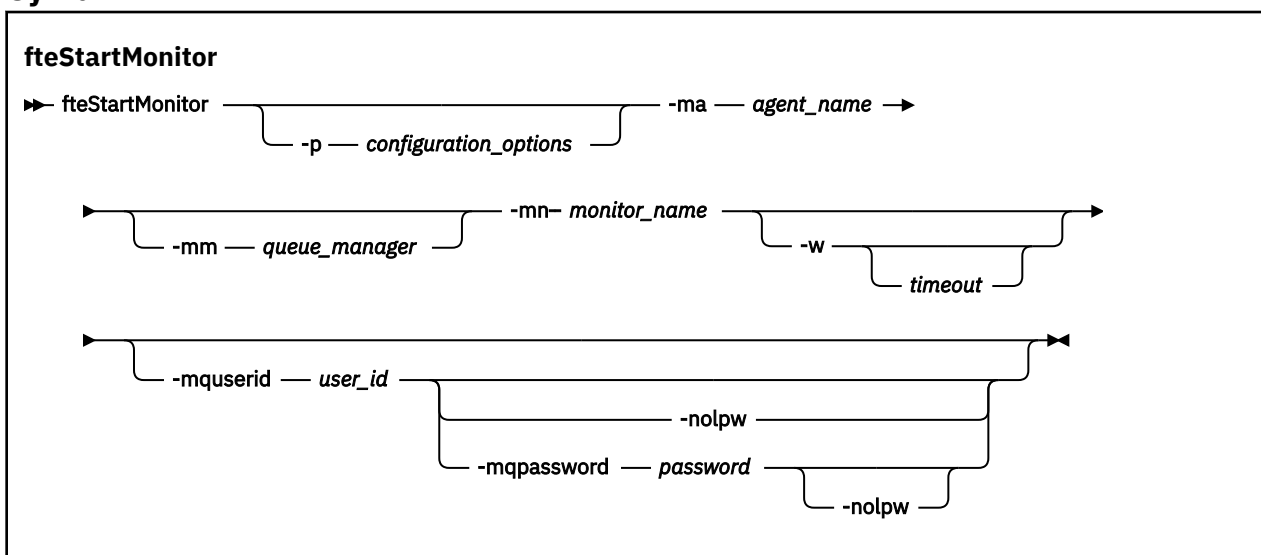 fteStartMonitor
fteStartMonitor -ma agent_name
-p configuration_options
-mn monitor_name
-mm queue_manager -w
timeout
-mquserid user_id
-nolpw
-mqpassword password
-nolpw